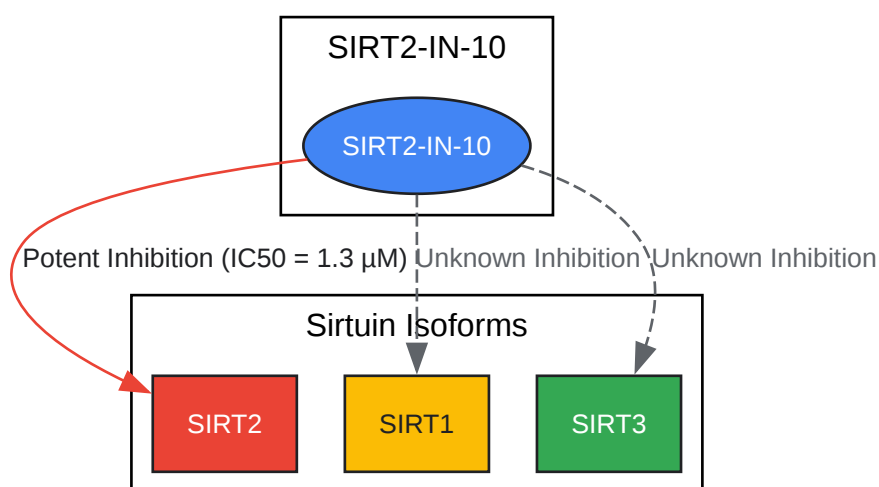 SIRT2-IN-10
SIRT2-IN-10
Potent Inhibition (IC50 = 1.3 µM)
Unknown Inhibition
Unknown Inhibition
Sirtuin Isoforms
SIRT2
SIRT1
SIRT3